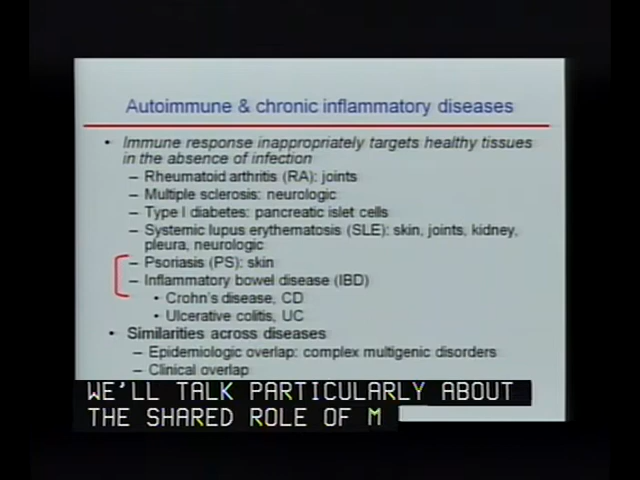 Autoimmune & chronic inflammatory diseases
• Immune response inappropriately targets healthy tissues
in the absence of infection
– Rheumatoid arthritis (RA): joints
– Multiple sclerosis: neurologic
– Type I diabetes: pancreatic islet cells
– Systemic lupus erythematosis (SLE): skin, joints, kidney,
pleura, neurologic
– Psoriasis (PS): skin
– Inflammatory bowel disease (IBD)
• Crohn's disease, CD
• Ulcerative colitis, UC
• Similarities across diseases
– Epidemiologic overlap: complex multigenic disorders
– Clinical overlap
WE'LL TALK PARTICULARLY ABOUT
THE SHARED ROLE OF M